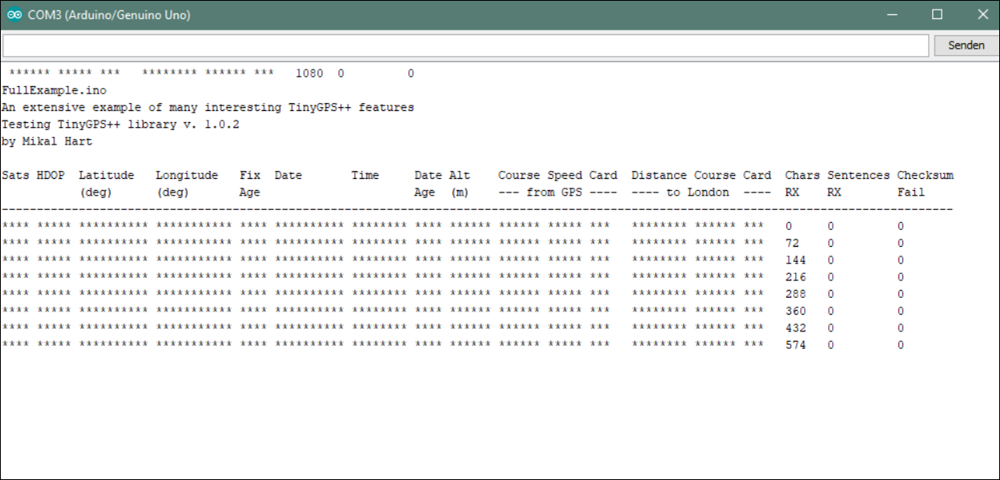 COM3 (Arduino/Genuino Uno)
Senden
****** ***** ***   ******** ****** ***   1080  0         0
FullExample.ino
An extensive example of many interesting TinyGPS++ features
Testing TinyGPS++ library v. 1.0.2
by Mikal Hart
Sats HDOP  Latitude   Longitude   Fix  Date       Time     Date Alt    Course Speed Card  Distance Course Card  Chars Sentences Checksum
           (deg)      (deg)       Age                      Age  (m)    --- from GPS ----  ---- to London  ----  RX    RX        Fail
----------------------------------------------------------------------------------------------------------------------------------------
**** ***** ********** *********** **** ********** ******** **** ****** ****** ***** ***   ******** ****** ***   0     0         0
**** ***** ********** *********** **** ********** ******** **** ****** ****** ***** ***   ******** ****** ***   72    0         0
**** ***** ********** *********** **** ********** ******** **** ****** ****** ***** ***   ******** ****** ***   144   0         0
**** ***** ********** *********** **** ********** ******** **** ****** ****** ***** ***   ******** ****** ***   216   0         0
**** ***** ********** *********** **** ********** ******** **** ****** ****** ***** ***   ******** ****** ***   288   0         0
**** ***** ********** *********** **** ********** ******** **** ****** ****** ***** ***   ******** ****** ***   360   0         0
**** ***** ********** *********** **** ********** ******** **** ****** ****** ***** ***   ******** ****** ***   432   0         0
**** ***** ********** *********** **** ********** ******** **** ****** ****** ***** ***   ******** ****** ***   574   0         0